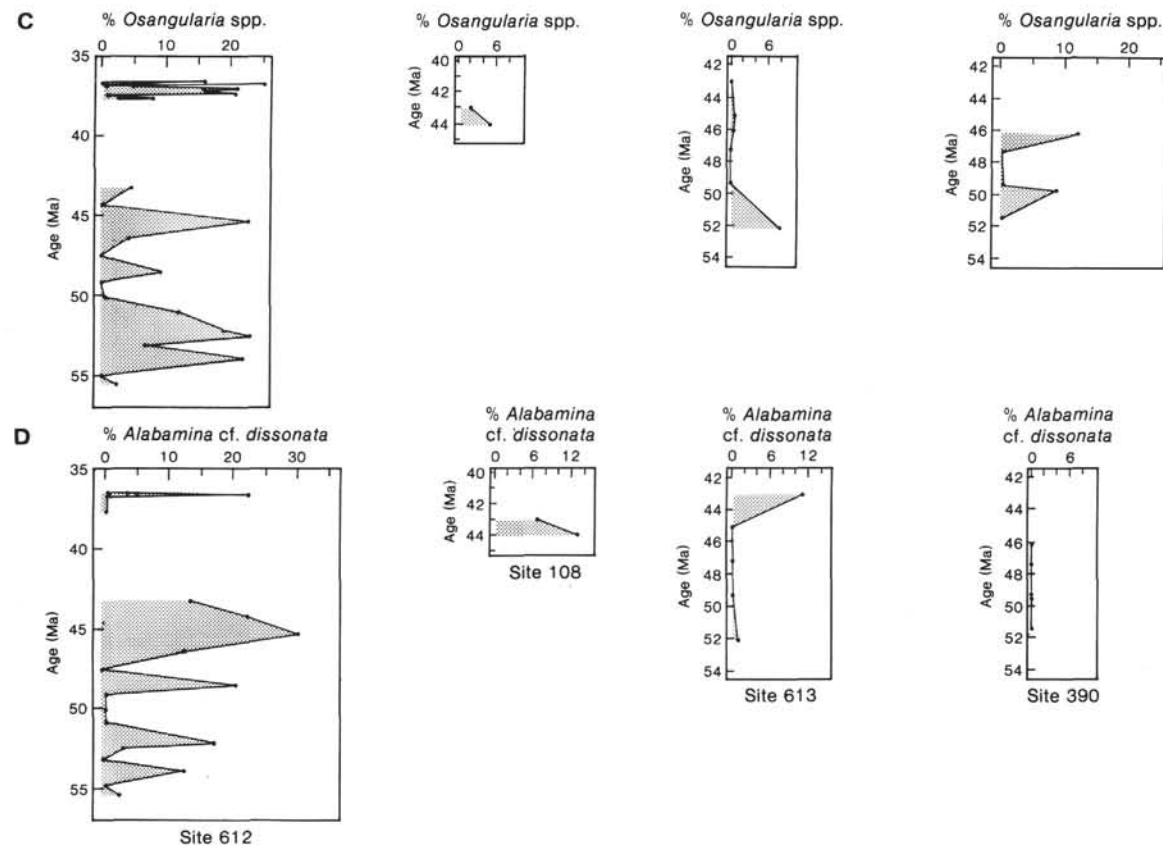 C
% Osangularia spp.
0 10 20
Age (Ma)
35
40
45
50
55
% Osangularia spp.
0 6
Age (Ma)
40
42
44
% Osangularia spp.
0 6
Age (Ma)
42
44
46
48
50
52
54
% Osangularia spp.
0 10 20
Age (Ma)
42
44
46
48
50
52
54
D
% Alabamina cf. dissonata
0 10 20 30
Age (Ma)
35
40
45
50
55
Site 612
% Alabamina
cf. dissonata
0 6 13
Age (Ma)
40
42
44
Site 108
% Alabamina
cf. dissonata
0 6 12
Age (Ma)
42
44
46
48
50
52
54
Site 613
% Alabamina
cf. dissonata
0 6
Age (Ma)
42
44
46
48
50
52
54
Site 390